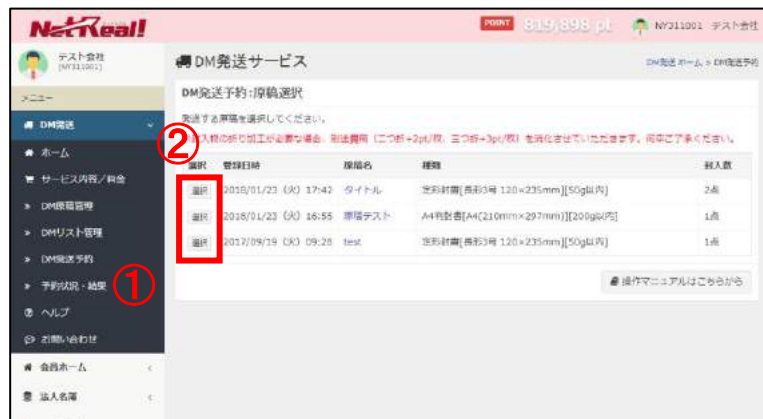 NetReal!
POINT 819,898 pt
NY311001 テスト会社
テスト会社
[NY311001]
メニュー
DM発送
ホーム
サービス内容/料金
DM原稿管理
DMリスト管理
DM発送予約
予約状況・結果
ヘルプ
お問い合わせ
会員ホーム
法人名簿
①
②
DM発送サービス
DM発送 ホーム > DM発送予約
DM発送予約:原稿選択
発送する原稿を選択してください。
の折り加工が必要な場合、別途費用 (二つ折+2pt/枚、三つ折+3pt/枚) を消化させていただきます。何卒ご了承ください。
選択 登録日時 原稿名 種類 封入数
選択 2018/01/23 (火) 17:42 タイトル 定形封書[長形3号 120×235mm][50g以内] 2点
選択 2018/01/23 (火) 16:56 原稿テスト A4判封書[A4(210mm×297mm)][200g以内] 1点
選択 2017/09/19 (火) 09:28 test 定形封書[長形3号 120×235mm][50g以内] 1点
操作マニュアルはこちらから